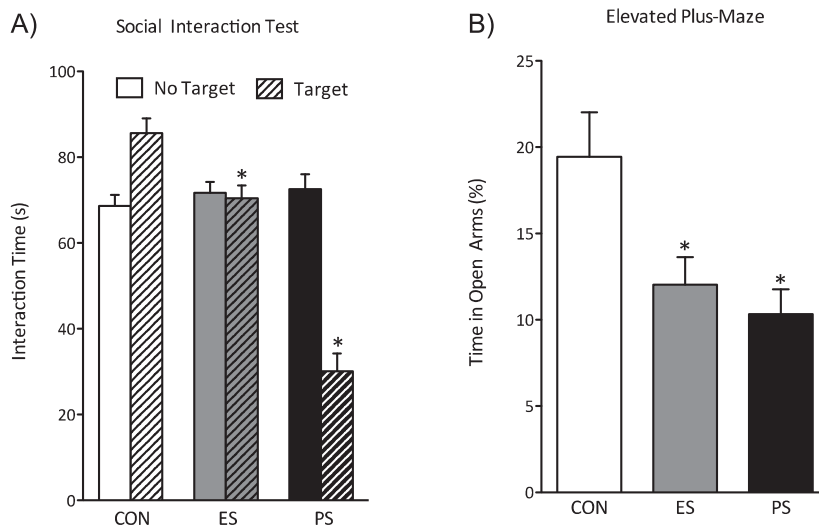 A)
Social Interaction Test
No Target
Target
Interaction Time (s)
100
80
60
40
20
0
*
*
CON
ES
PS
B)
Elevated Plus-Maze
Time in Open Arms (%)
25
20
15
10
5
0
*
*
CON
ES
PS